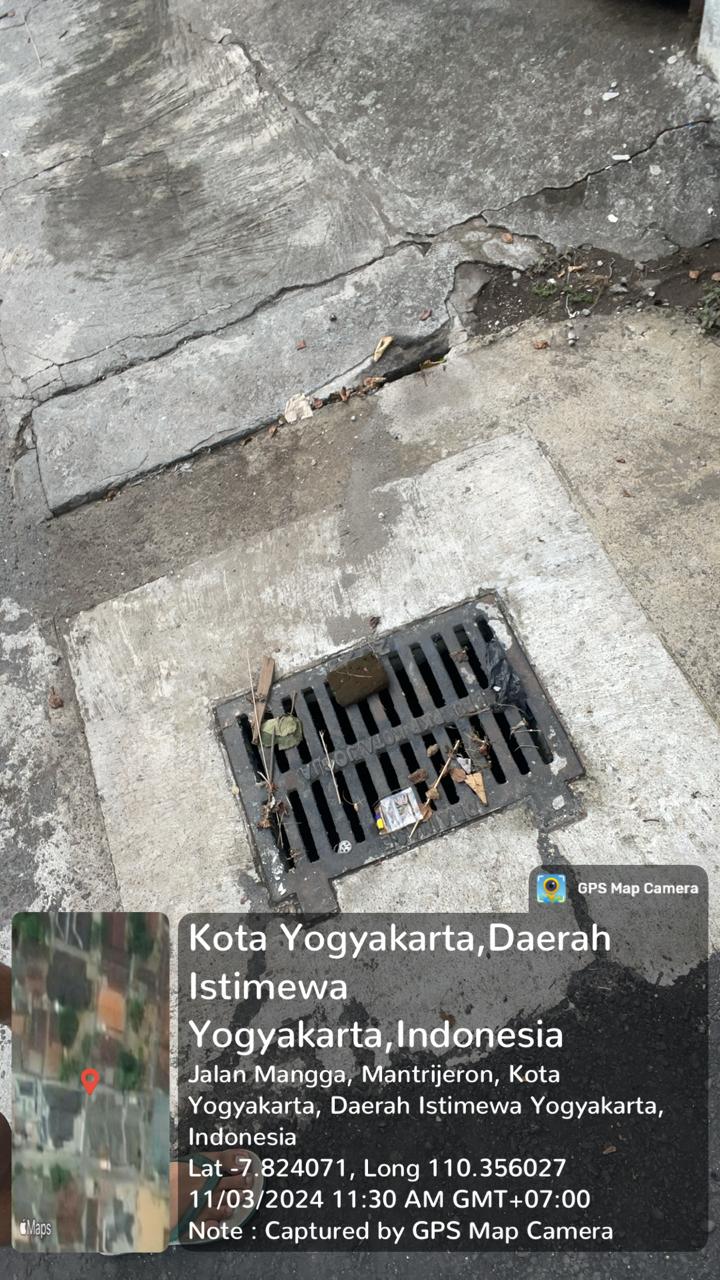 GPS Map Camera
Kota Yogyakarta,Daerah
Istimewa
Yogyakarta,Indonesia
Jalan Mangga, Mantrijeron, Kota
Yogyakarta, Daerah Istimewa Yogyakarta,
Indonesia
Lat -7.824071, Long 110.356027
11/03/2024 11:30 AM GMT+07:00
Note : Captured by GPS Map Camera
Maps